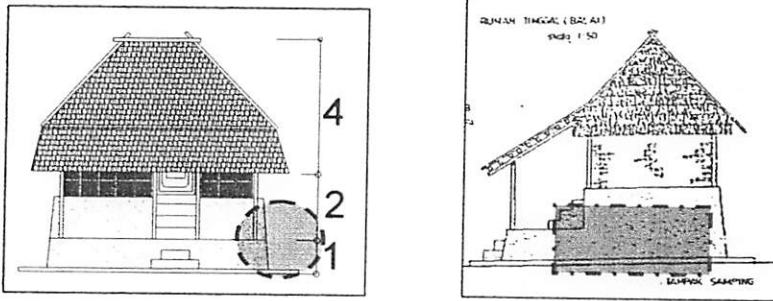 4
2
1
RUMAH TINGGAL (BALAI)
skala 1:50
TAMPAK SAMPING